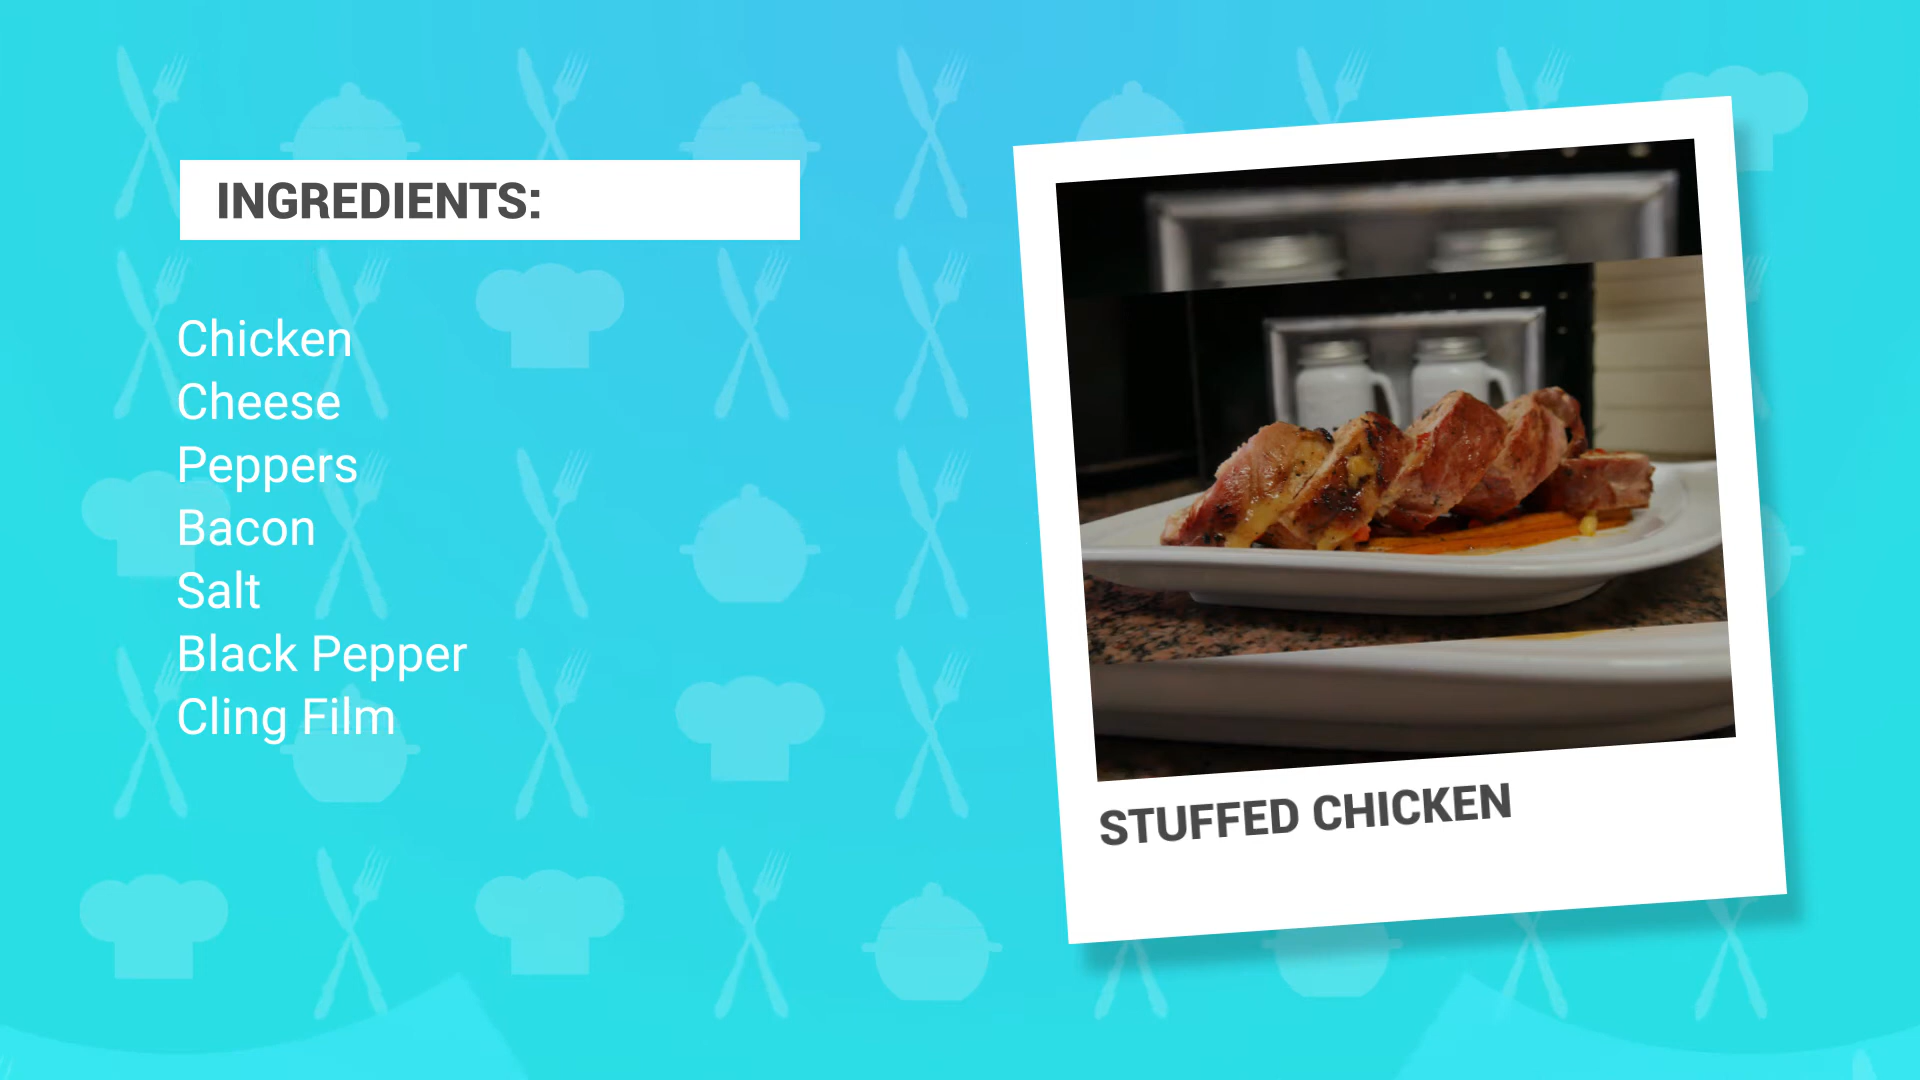 INGREDIENTS:
Chicken
Cheese
Peppers
Bacon
Salt
Black Pepper
Cling Film
STUFFED CHICKEN